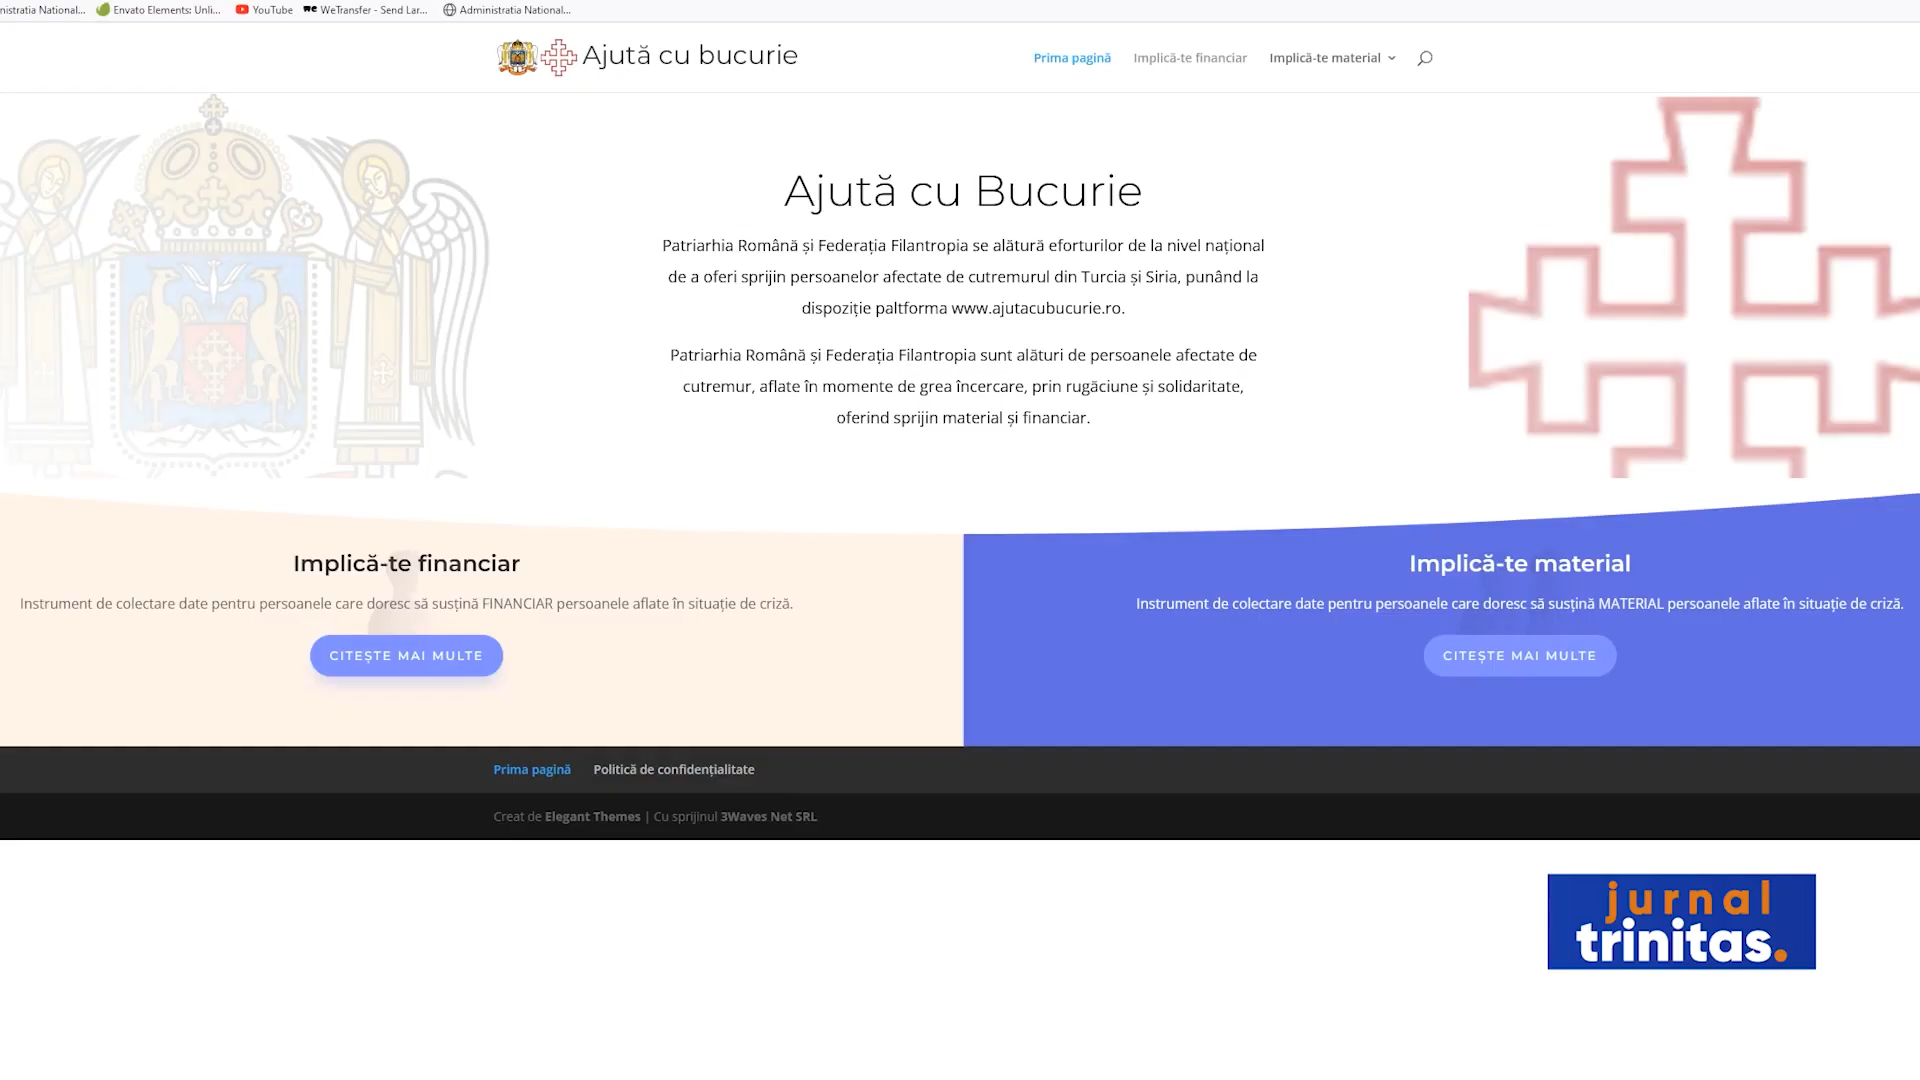 nistratia National...
Envato Elements: Unli...
YouTube
WeTransfer - Send Lar...
Administratia National...
Ajută cu bucurie
Prima pagină
Implică-te financiar
Implică-te material
Ajută cu Bucurie
Patriarhia Română și Federația Filantropia se alătură eforturilor de la nivel național
de a oferi sprijin persoanelor afectate de cutremurul din Turcia și Siria, punând la
dispoziție paltforma www.ajutacubucurie.ro.
Patriarhia Română și Federația Filantropia sunt alături de persoanele afectate de
cutremur, aflate în momente de grea încercare, prin rugăciune și solidaritate,
oferind sprijin material și financiar.
Implică-te financiar
Instrument de colectare date pentru persoanele care doresc să susțină FINANCIAR persoanele aflate în situație de criză.
CITEȘTE MAI MULTE
Implică-te material
Instrument de colectare date pentru persoanele care doresc să susțină MATERIAL persoanele aflate în situație de criză.
CITEȘTE MAI MULTE
Prima pagină
Politică de confidențialitate
Creat de Elegant Themes | Cu sprijinul 3Waves Net SRL
jurnal
trinitas.